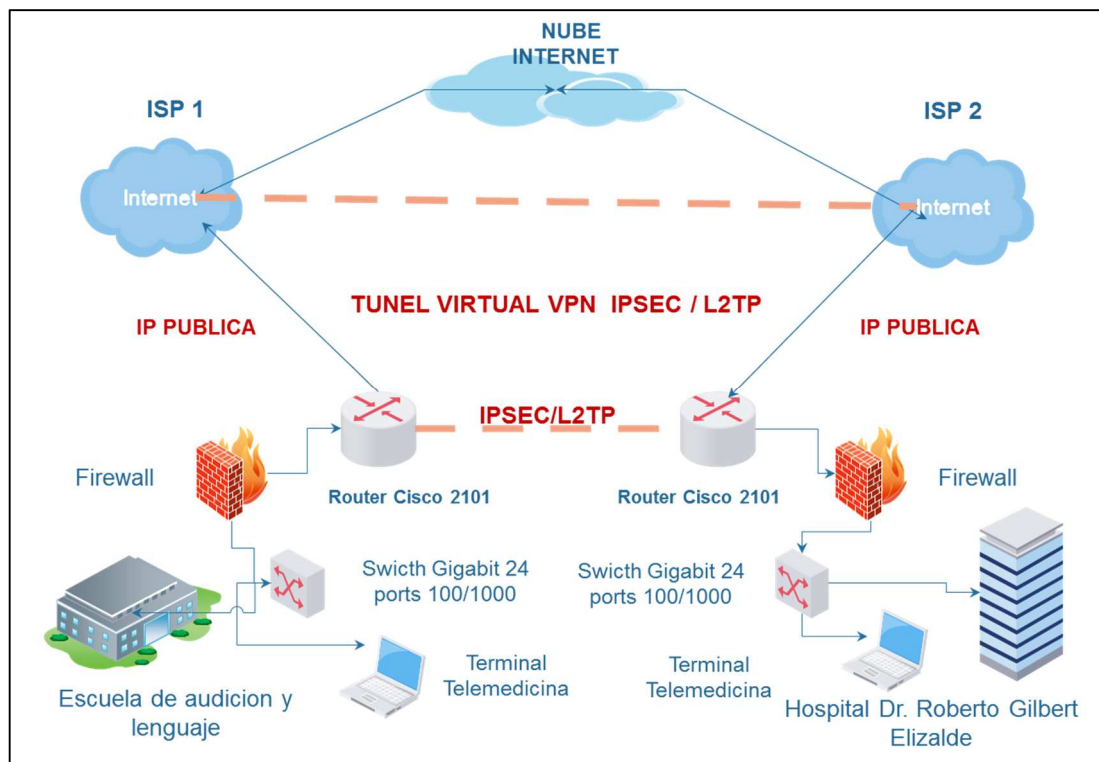 NUBE
INTERNET
ISP 1
ISP 2
Internet
Internet
TUNEL VIRTUAL VPN IPSEC / L2TP
IP PUBLICA
IP PUBLICA
IPSEC/L2TP
Firewall
Firewall
Router Cisco 2101
Router Cisco 2101
Swicth Gigabit 24
ports 100/1000
Swicth Gigabit 24
ports 100/1000
Terminal
Telemedicina
Terminal
Telemedicina
Escuela de audicion y
lenguaje
Hospital Dr. Roberto Gilbert
Elizalde